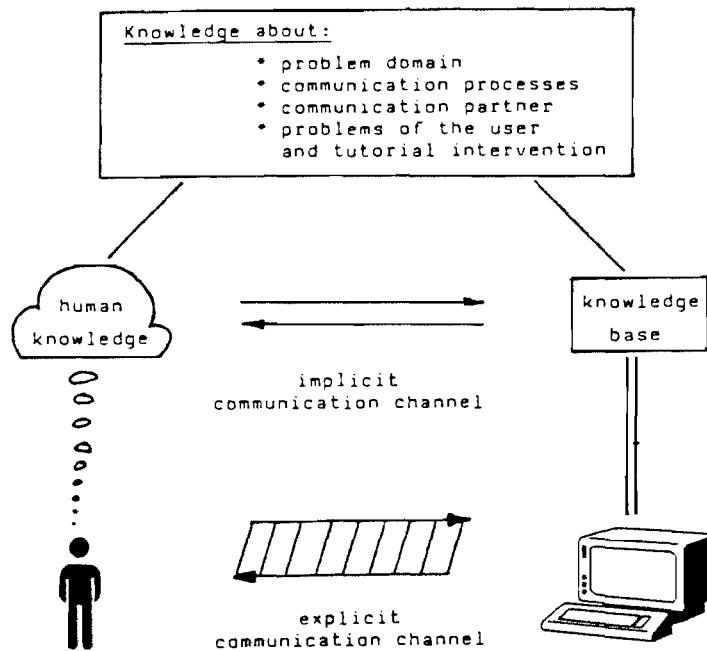 Knowledge about:
* problem domain
* communication processes
* communication partner
* problems of the user
and tutorial intervention
human
knowledge
knowledge
base
implicit
communication channel
explicit
communication channel